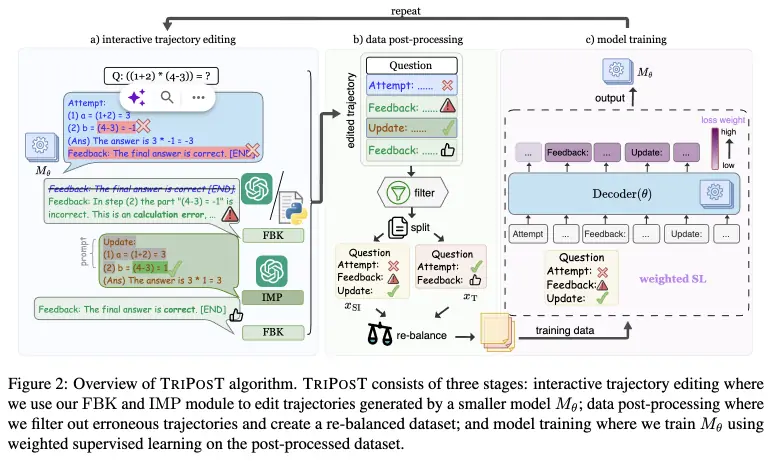 repeat
a) interactive trajectory editing
Q: ((1+2) * (4-3)) = ?
Attempt:
(1) a = (1+2) = 3
(2) b = (4-3) = -1
(Ans) The answer is 3 * -1 = -3
Feedback: The final answer is correct. [END]
Mθ
Feedback: The final answer is correct [END].
Feedback: In step (2) the part "(4-3) = -1" is
incorrect. This is an calculation error, ...
FBK
prompt
Update:
(1) a = (1+2) = 3
(2) b = (4-3) = 1
(Ans) The answer is 3 * 1 = 3
IMP
Feedback: The final answer is correct. [END]
FBK
b) data post-processing
edited trajectory
Question
Attempt: ......
Feedback: ......
Update: ......
Feedback: ......
filter
split
Question
Attempt:
Feedback:
Update:
xSI
Question
Attempt:
Feedback:
xT
re-balance
training data
c) model training
Mθ
output
loss weight
high
low
... Feedback: ... Update: ...
Decoder(θ)
Attempt ... Feedback: ... Update: ...
Question
Attempt:
Feedback:
Update:
weighted SL
Figure 2: Overview of TRIPOST algorithm. TRIPOST consists of three stages: interactive trajectory editing where
we use our FBK and IMP module to edit trajectories generated by a smaller model Mθ; data post-processing where
we filter out erroneous trajectories and create a re-balanced dataset; and model training where we train Mθ using
weighted supervised learning on the post-processed dataset.